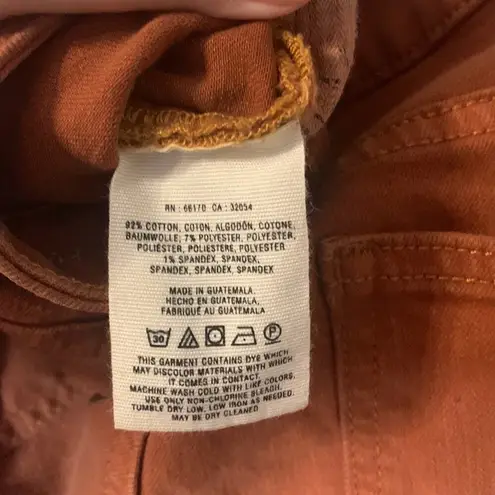 RN : 66170 CA : 32654
92% COTTON, COTON, ALGODÓN, COTONE,
BAUMWOLLE; 7% POLYESTER, POLYESTER,
POLIÉSTER, POLIESTERE, POLYESTER
1% SPANDEX, SPANDEX,
SPANDEX, SPANDEX, SPANDEX
MADE IN GUATEMALA
HECHO EN GUATEMALA
FABRIQUÉ AU GUATEMALA
30 P
THIS GARMENT CONTAINS DYE WHICH
MAY DISCOLOR MATERIALS WITH WHICH
IT COMES IN CONTACT.
MACHINE WASH COLD WITH LIKE COLORS.
USE ONLY NON-CHLORINE BLEACH.
TUMBLE DRY LOW. LOW IRON AS NEEDED.
MAY BE DRY CLEANED